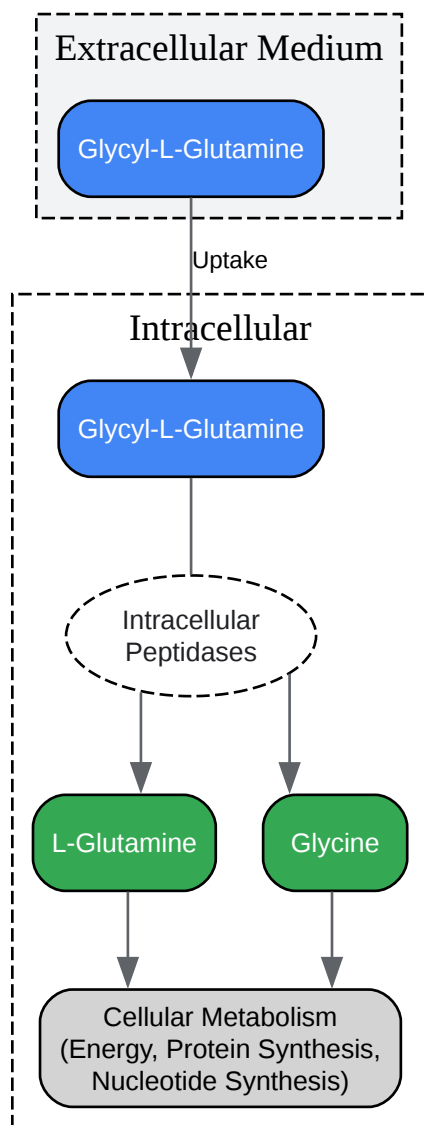 Extracellular Medium
Glycyl-L-Glutamine
Uptake
Intracellular
Glycyl-L-Glutamine
Intracellular
Peptidases
L-Glutamine
Glycine
Cellular Metabolism
(Energy, Protein Synthesis,
Nucleotide Synthesis)